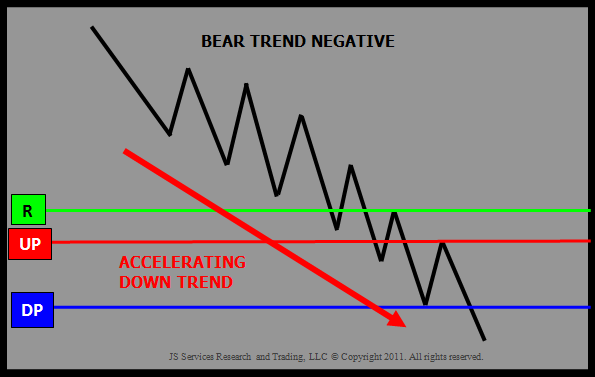 BEAR TREND NEGATIVE
R
UP
ACCELERATING
DOWN TREND
DP
JS Services Research and Trading, LLC © Copyright 2011. All rights reserved.